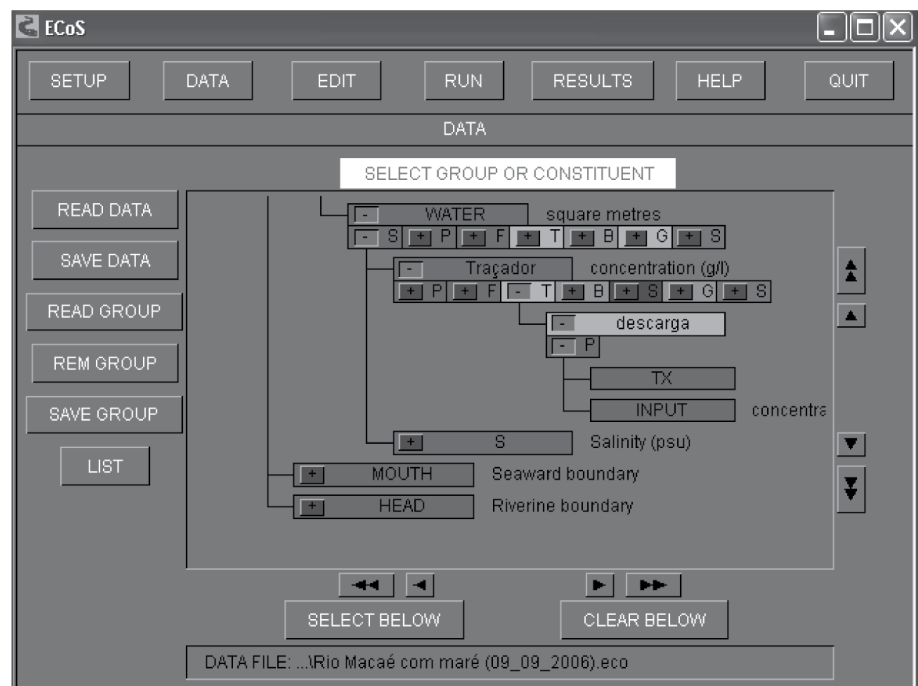 ECoS
SETUP DATA EDIT RUN RESULTS HELP QUIT
DATA
SELECT GROUP OR CONSTITUENT
READ DATA
SAVE DATA
READ GROUP
REM GROUP
SAVE GROUP
LIST
- WATER square metres
- S + P + F + T + B + G + S
- Traçador concentration (g/l)
+ P + F - T + B + S + G + S
- descarga
- P
TX
INPUT concentra
+ S Salinity (psu)
+ MOUTH Seaward boundary
+ HEAD Riverine boundary
SELECT BELOW CLEAR BELOW
DATA FILE: ...\Rio Macaé com maré (09_09_2006).eco